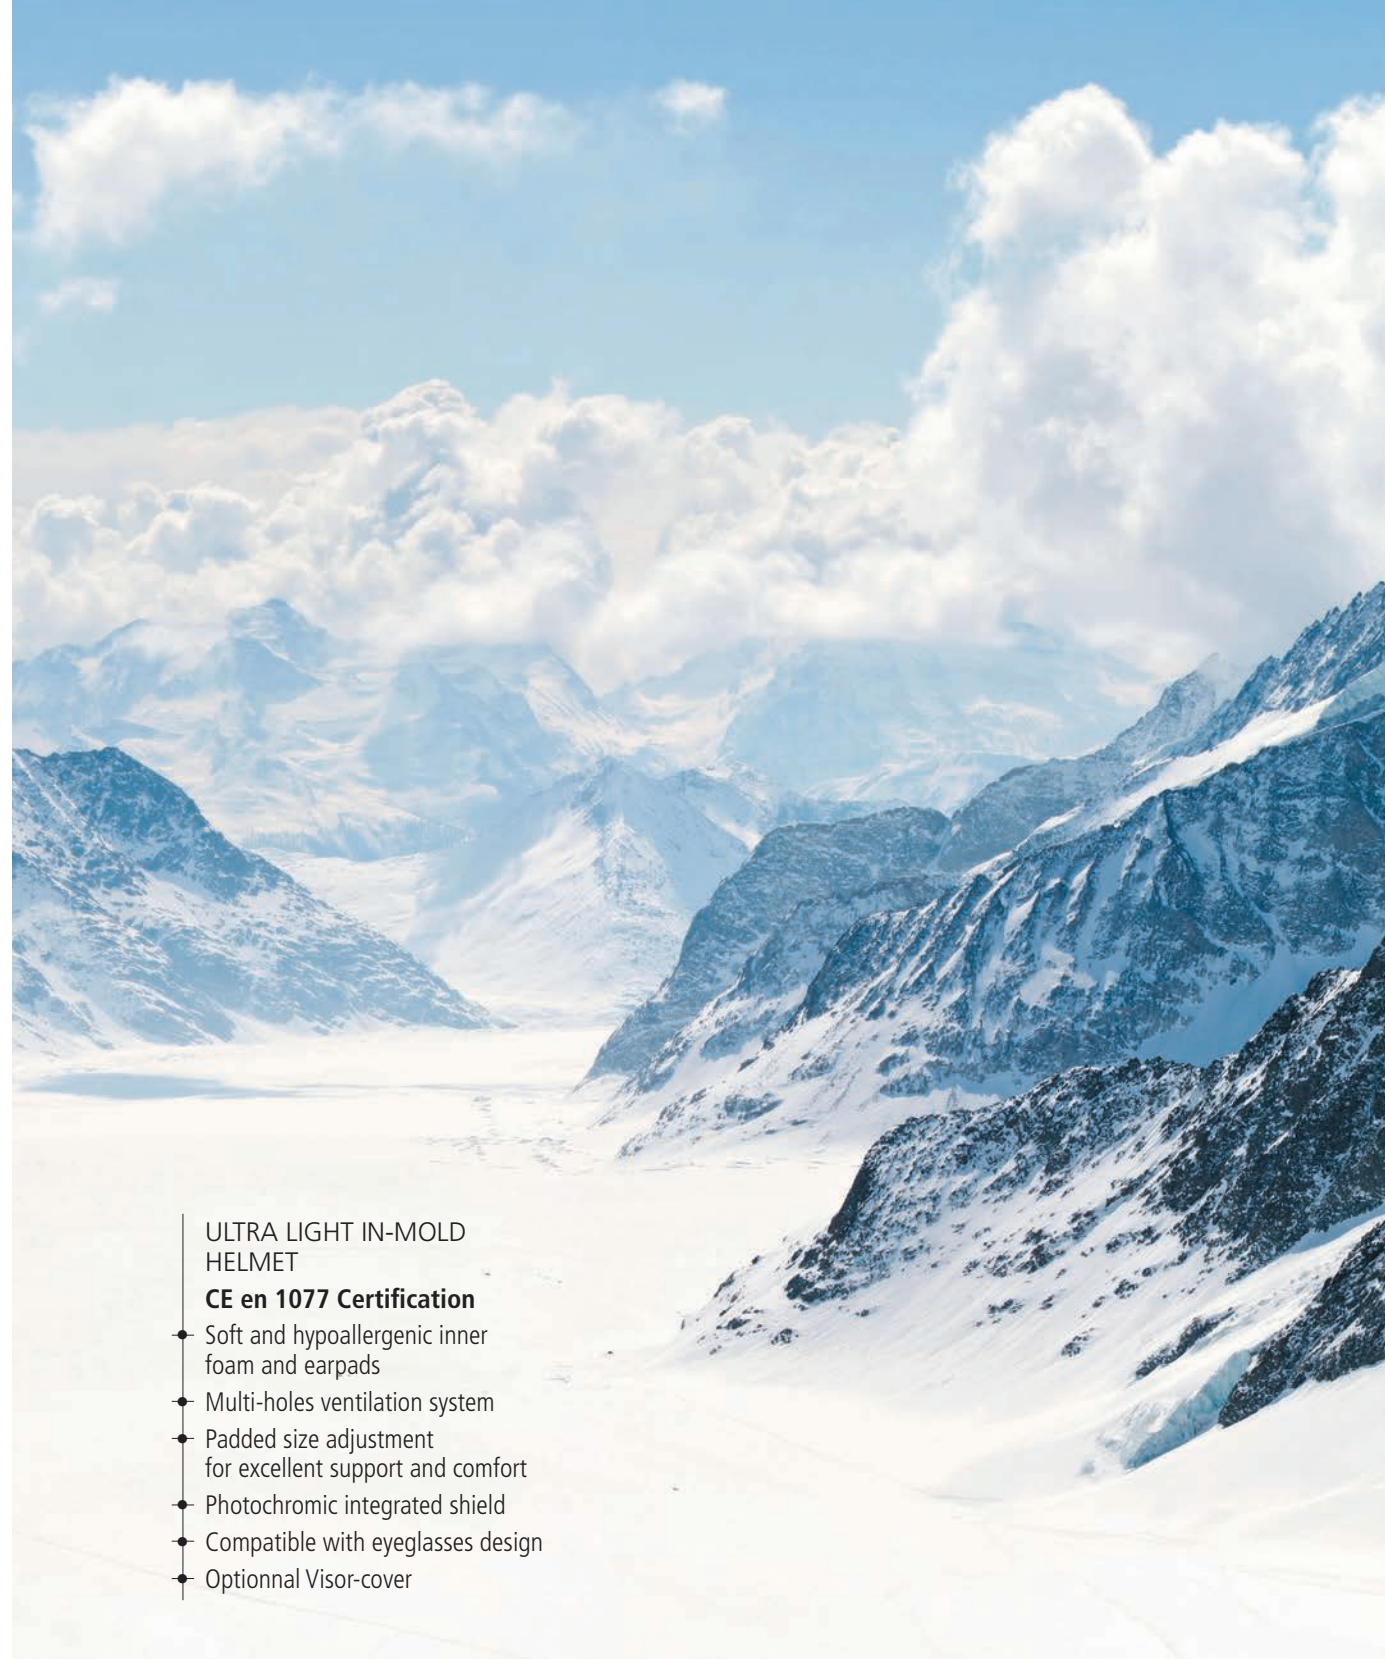 ULTRA LIGHT IN-MOLD
HELMET
CE en 1077 Certification
Soft and hypoallergenic inner
foam and earpads
Multi-holes ventilation system
Padded size adjustment
for excellent support and comfort
Photochromic integrated shield
Compatible with eyeglasses design
Optionnal Visor-cover